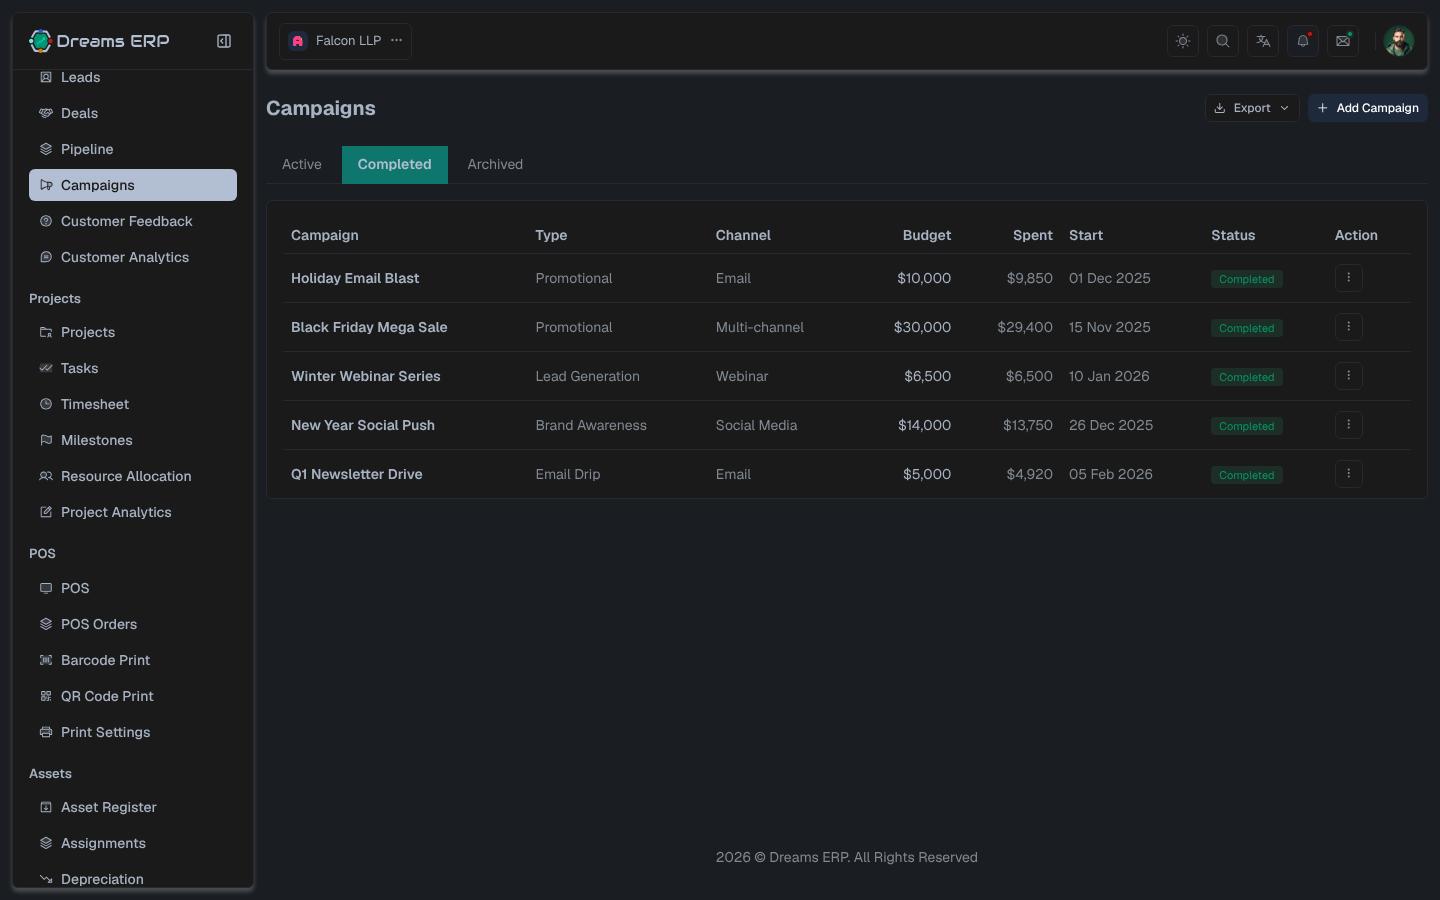 Dreams ERP
Leads
Deals
Pipeline
Campaigns
Customer Feedback
Customer Analytics
Projects
Projects
Tasks
Timesheet
Milestones
Resource Allocation
Project Analytics
POS
POS
POS Orders
Barcode Print
QR Code Print
Print Settings
Assets
Asset Register
Assignments
Depreciation
Falcon LLP
Campaigns
Export
Add Campaign
Active Completed Archived
Campaign Type Channel Budget Spent Start Status Action
Holiday Email Blast Promotional Email $10,000 $9,850 01 Dec 2025 Completed
Black Friday Mega Sale Promotional Multi-channel $30,000 $29,400 15 Nov 2025 Completed
Winter Webinar Series Lead Generation Webinar $6,500 $6,500 10 Jan 2026 Completed
New Year Social Push Brand Awareness Social Media $14,000 $13,750 26 Dec 2025 Completed
Q1 Newsletter Drive Email Drip Email $5,000 $4,920 05 Feb 2026 Completed
2026 © Dreams ERP. All Rights Reserved